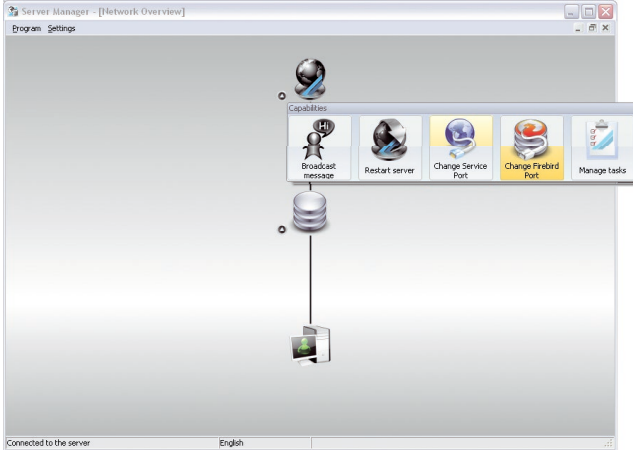 Server Manager - [Network Overview]
Program Settings
Capabilities
Hi
Broadcast
message
Restart server
Change Service
Port
Change Firebird
Port
Manage tasks
Connected to the server
English